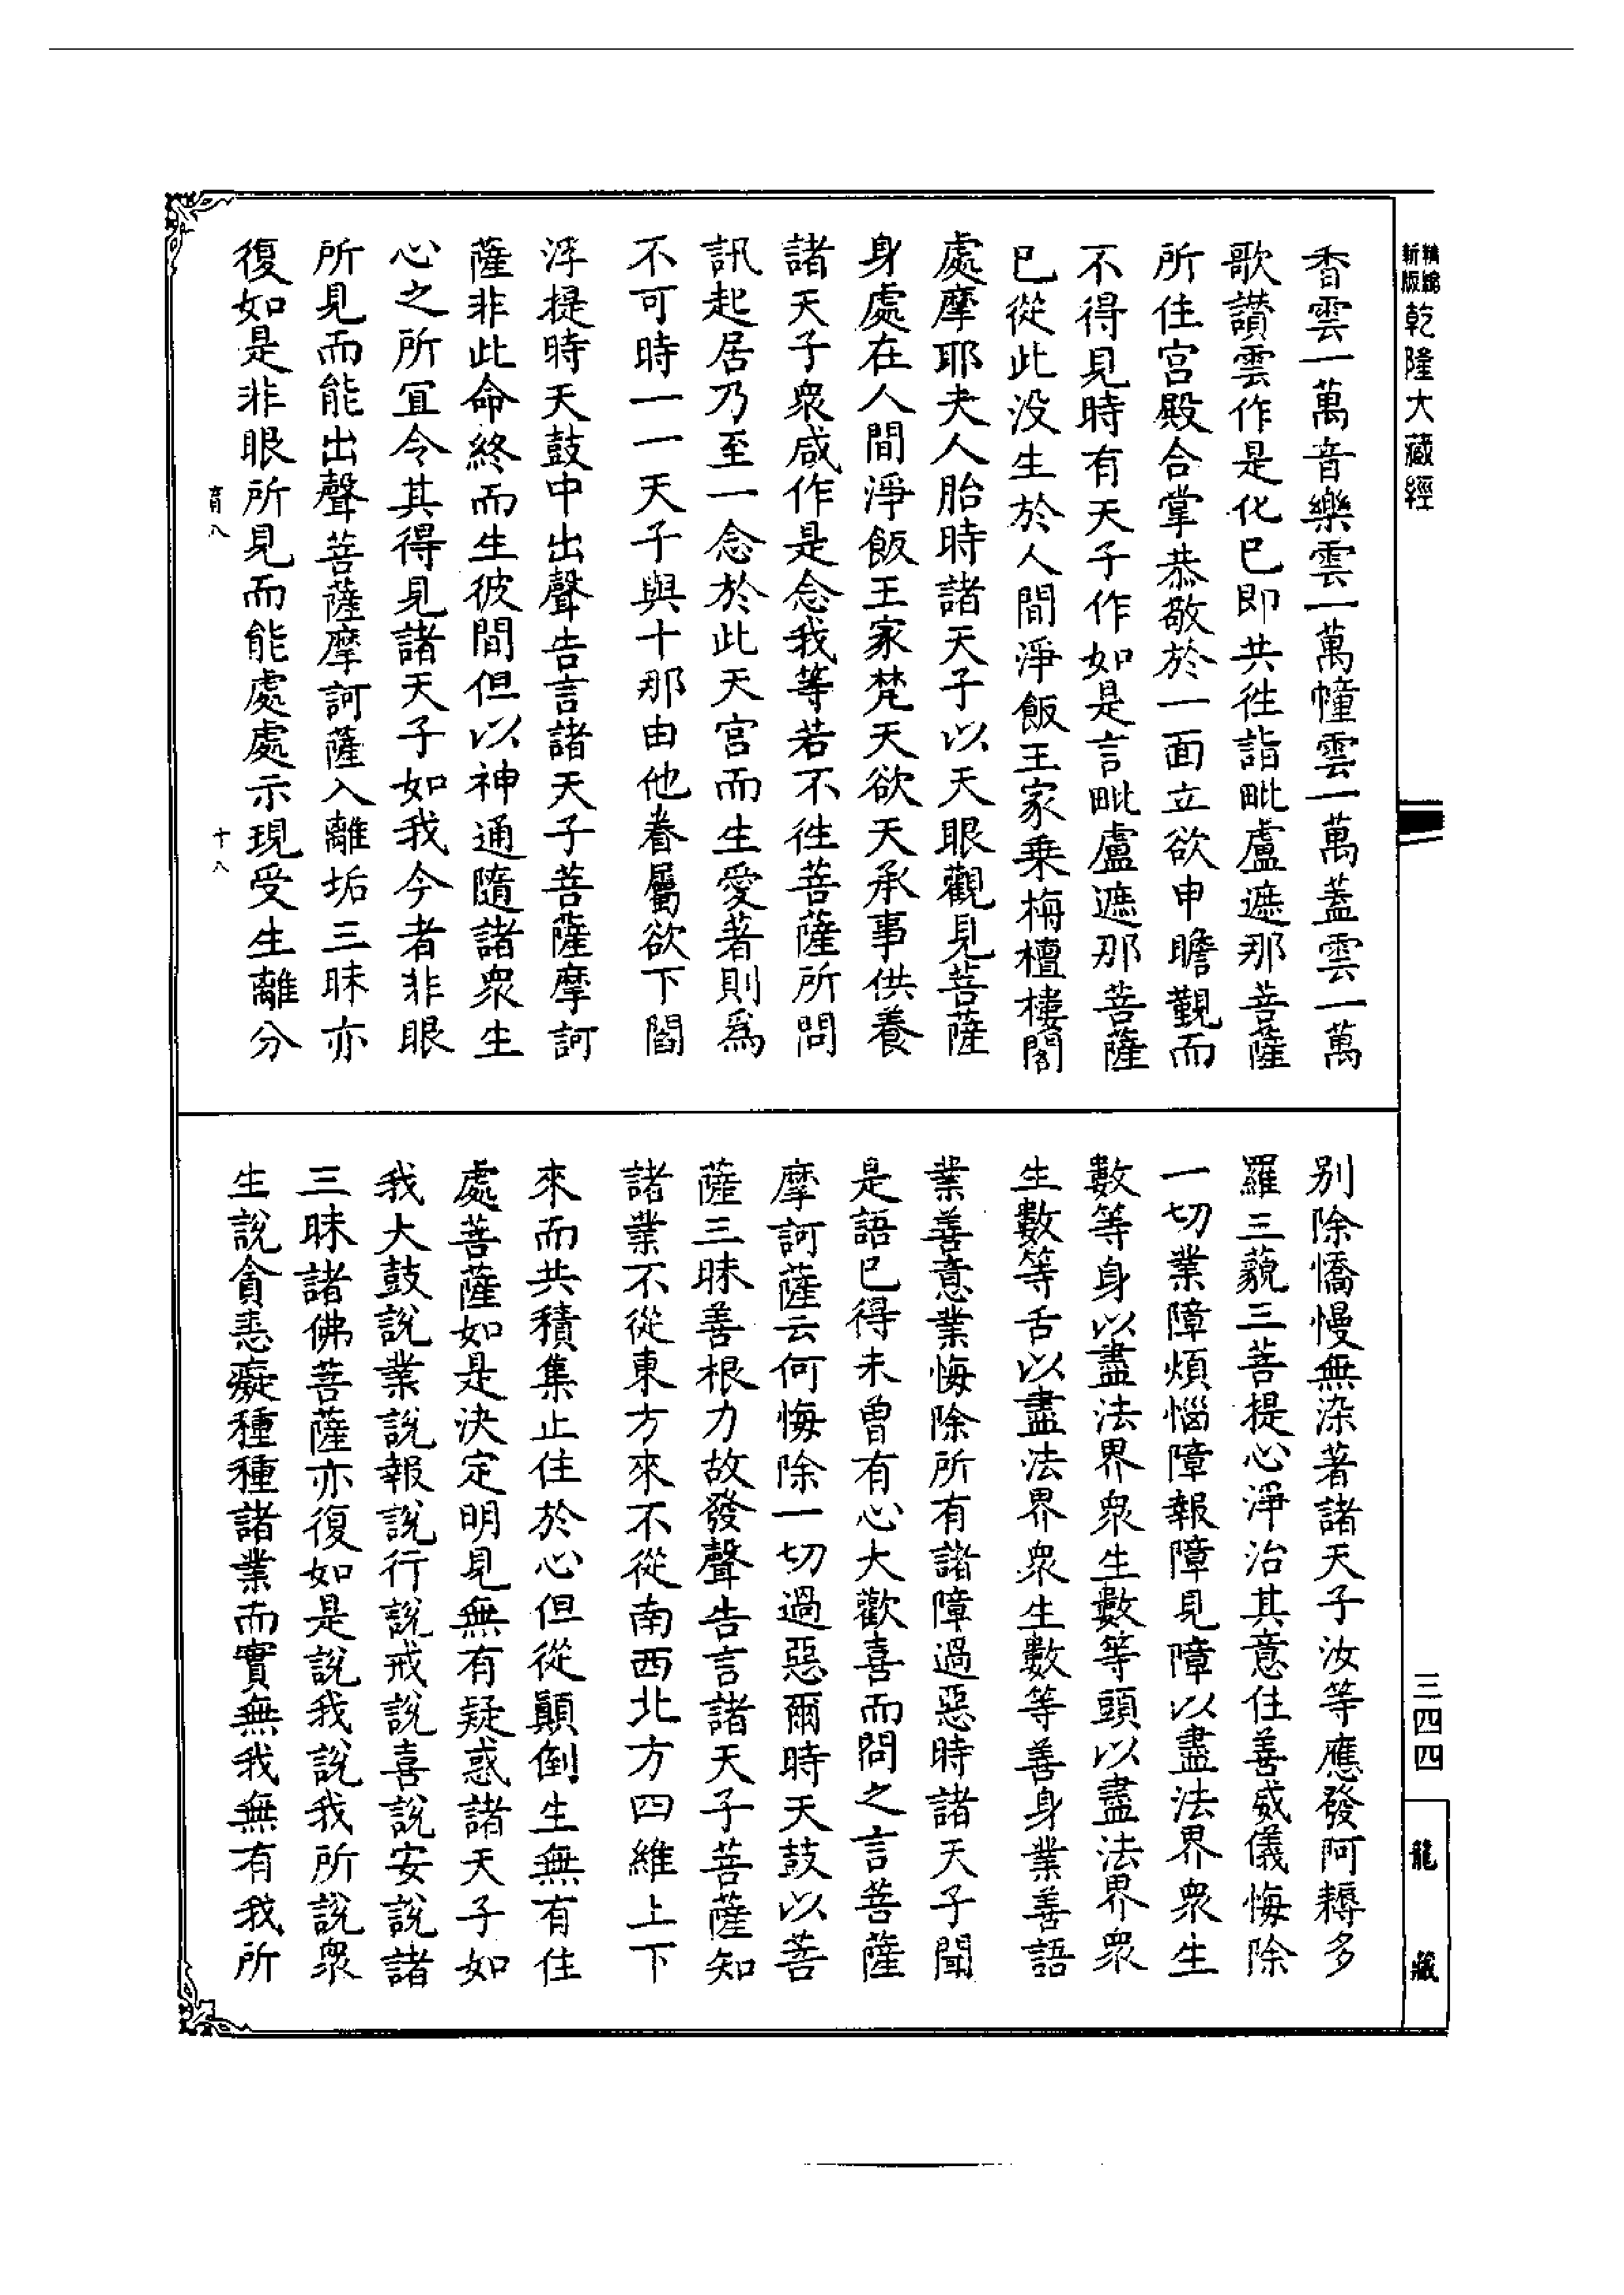 精編
新版
乾隆大藏經
香雲一萬音樂雲一萬幢雲一萬蓋雲一萬
歌讚雲作是化已即共徃詣毗盧遮那菩薩
所住宮殿合掌恭敬於一面立欲申瞻覲而
不得見時有天子作如是言毗盧遮那菩薩
已從此没生於人間淨飯王家乗栴檀樓閣
處摩耶夫人胎時諸天子以天眼觀見菩薩
身處在人間淨飯王家梵天欲天承事供養
諸天子衆咸作是念我等若不徃菩薩所問
訊起居乃至一念於此天宮而生愛著則為
不可時一一天子與十那由他眷屬欲下閻
浮提時天鼓中出聲告言諸天子菩薩摩訶
薩非此命終而生彼間但以神通隨諸衆生
心之所宜令其得見諸天子如我今者非眼
所見而能出聲菩薩摩訶薩入離垢三昧亦
復如是非眼所見而能處處示現受生離分
育八
十八
别除憍慢無染著諸天子汝等應發阿耨多
羅三藐三菩提心淨治其意住善威儀悔除
一切業障煩惱障報障見障以盡法界衆生
數等身以盡法界衆生數等頭以盡法界衆
生數等舌以盡法界衆生數等善身業善語
業善意業悔除所有諸障過惡時諸天子聞
是語已得未曾有心大歡喜而問之言菩薩
摩訶薩云何悔除一切過惡爾時天鼓以菩
薩三昧善根力故發聲告言諸天子菩薩知
諸業不從東方來不從南西北方四維上下
來而共積集止住於心但從顛倒生無有住
處菩薩如是決定明見無有疑惑諸天子如
我大鼓說業說報說行說戒說喜說安說諸
三昧諸佛菩薩亦復如是說我說我所說衆
生說貪恚癡種種諸業而實無我無有我所
三四四
龍藏